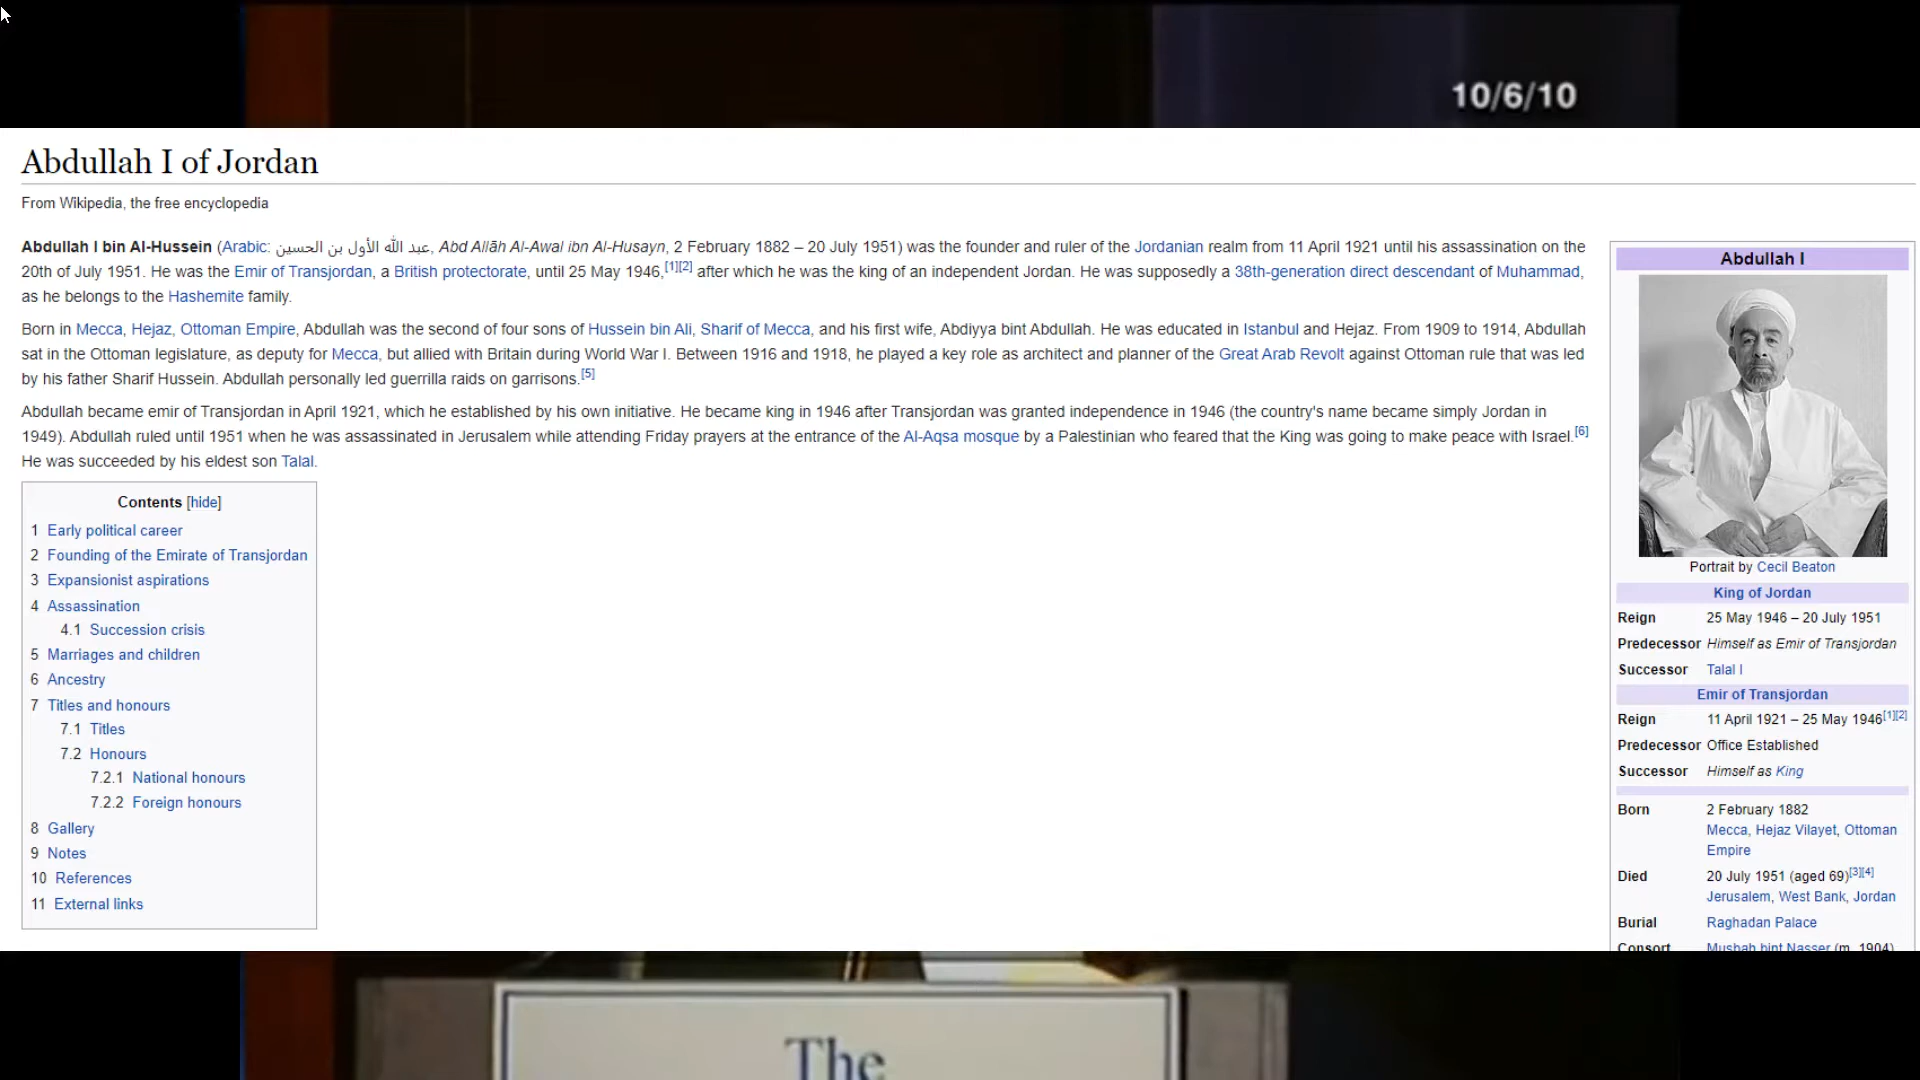 10/6/10
Abdullah I of Jordan
From Wikipedia, the free encyclopedia
Abdullah I bin Al-Hussein (Arabic: عبد الله الأول بن الحسين, Abd Allāh Al-Awal ibn Al-Husayn, 2 February 1882 – 20 July 1951) was the founder and ruler of the Jordanian realm from 11 April 1921 until his assassination on the
20th of July 1951. He was the Emir of Transjordan, a British protectorate, until 25 May 1946,[1][2] after which he was the king of an independent Jordan. He was supposedly a 38th-generation direct descendant of Muhammad,
as he belongs to the Hashemite family.
Born in Mecca, Hejaz, Ottoman Empire, Abdullah was the second of four sons of Hussein bin Ali, Sharif of Mecca, and his first wife, Abdiyya bint Abdullah. He was educated in Istanbul and Hejaz. From 1909 to 1914, Abdullah
sat in the Ottoman legislature, as deputy for Mecca, but allied with Britain during World War I. Between 1916 and 1918, he played a key role as architect and planner of the Great Arab Revolt against Ottoman rule that was led
by his father Sharif Hussein. Abdullah personally led guerrilla raids on garrisons.[5]
Abdullah became emir of Transjordan in April 1921, which he established by his own initiative. He became king in 1946 after Transjordan was granted independence in 1946 (the country's name became simply Jordan in
1949). Abdullah ruled until 1951 when he was assassinated in Jerusalem while attending Friday prayers at the entrance of the Al-Aqsa mosque by a Palestinian who feared that the King was going to make peace with Israel.[6]
He was succeeded by his eldest son Talal.
Contents [hide]
1 Early political career
2 Founding of the Emirate of Transjordan
3 Expansionist aspirations
4 Assassination
4.1 Succession crisis
5 Marriages and children
6 Ancestry
7 Titles and honours
7.1 Titles
7.2 Honours
7.2.1 National honours
7.2.2 Foreign honours
8 Gallery
9 Notes
10 References
11 External links
Abdullah I
Portrait by Cecil Beaton
King of Jordan
Reign 25 May 1946 – 20 July 1951
Predecessor Himself as Emir of Transjordan
Successor Talal I
Emir of Transjordan
Reign 11 April 1921 – 25 May 1946[1][2]
Predecessor Office Established
Successor Himself as King
Born 2 February 1882
Mecca, Hejaz Vilayet, Ottoman
Empire
Died 20 July 1951 (aged 69)[3][4]
Jerusalem, West Bank, Jordan
Burial Raghadan Palace
Consort Musbah bint Nasser (m. 1904)
The